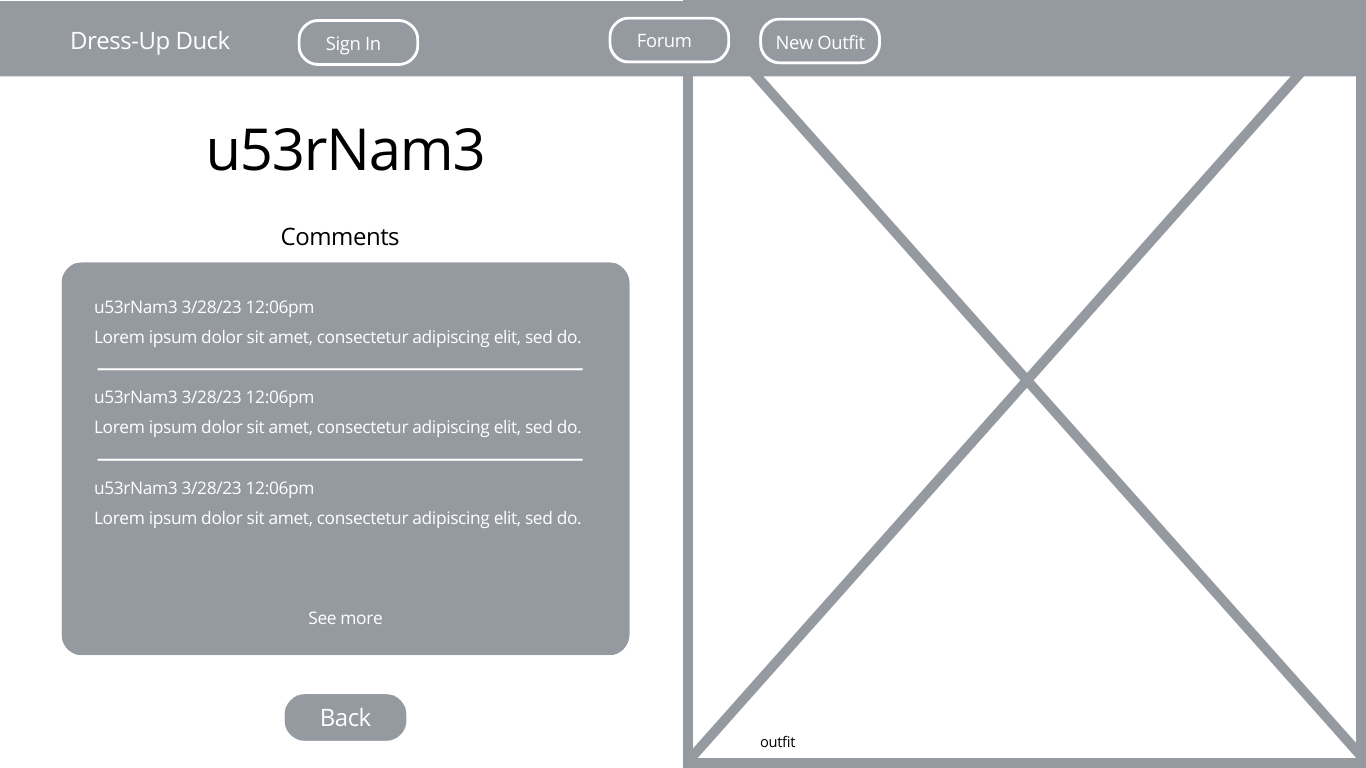 Dress-Up Duck
Sign In
Forum
New Outfit
u53rNam3
Comments
u53rNam3 3/28/23 12:06pm
Lorem ipsum dolor sit amet, consectetur adipiscing elit, sed do.
u53rNam3 3/28/23 12:06pm
Lorem ipsum dolor sit amet, consectetur adipiscing elit, sed do.
u53rNam3 3/28/23 12:06pm
Lorem ipsum dolor sit amet, consectetur adipiscing elit, sed do.
See more
Back
outfit